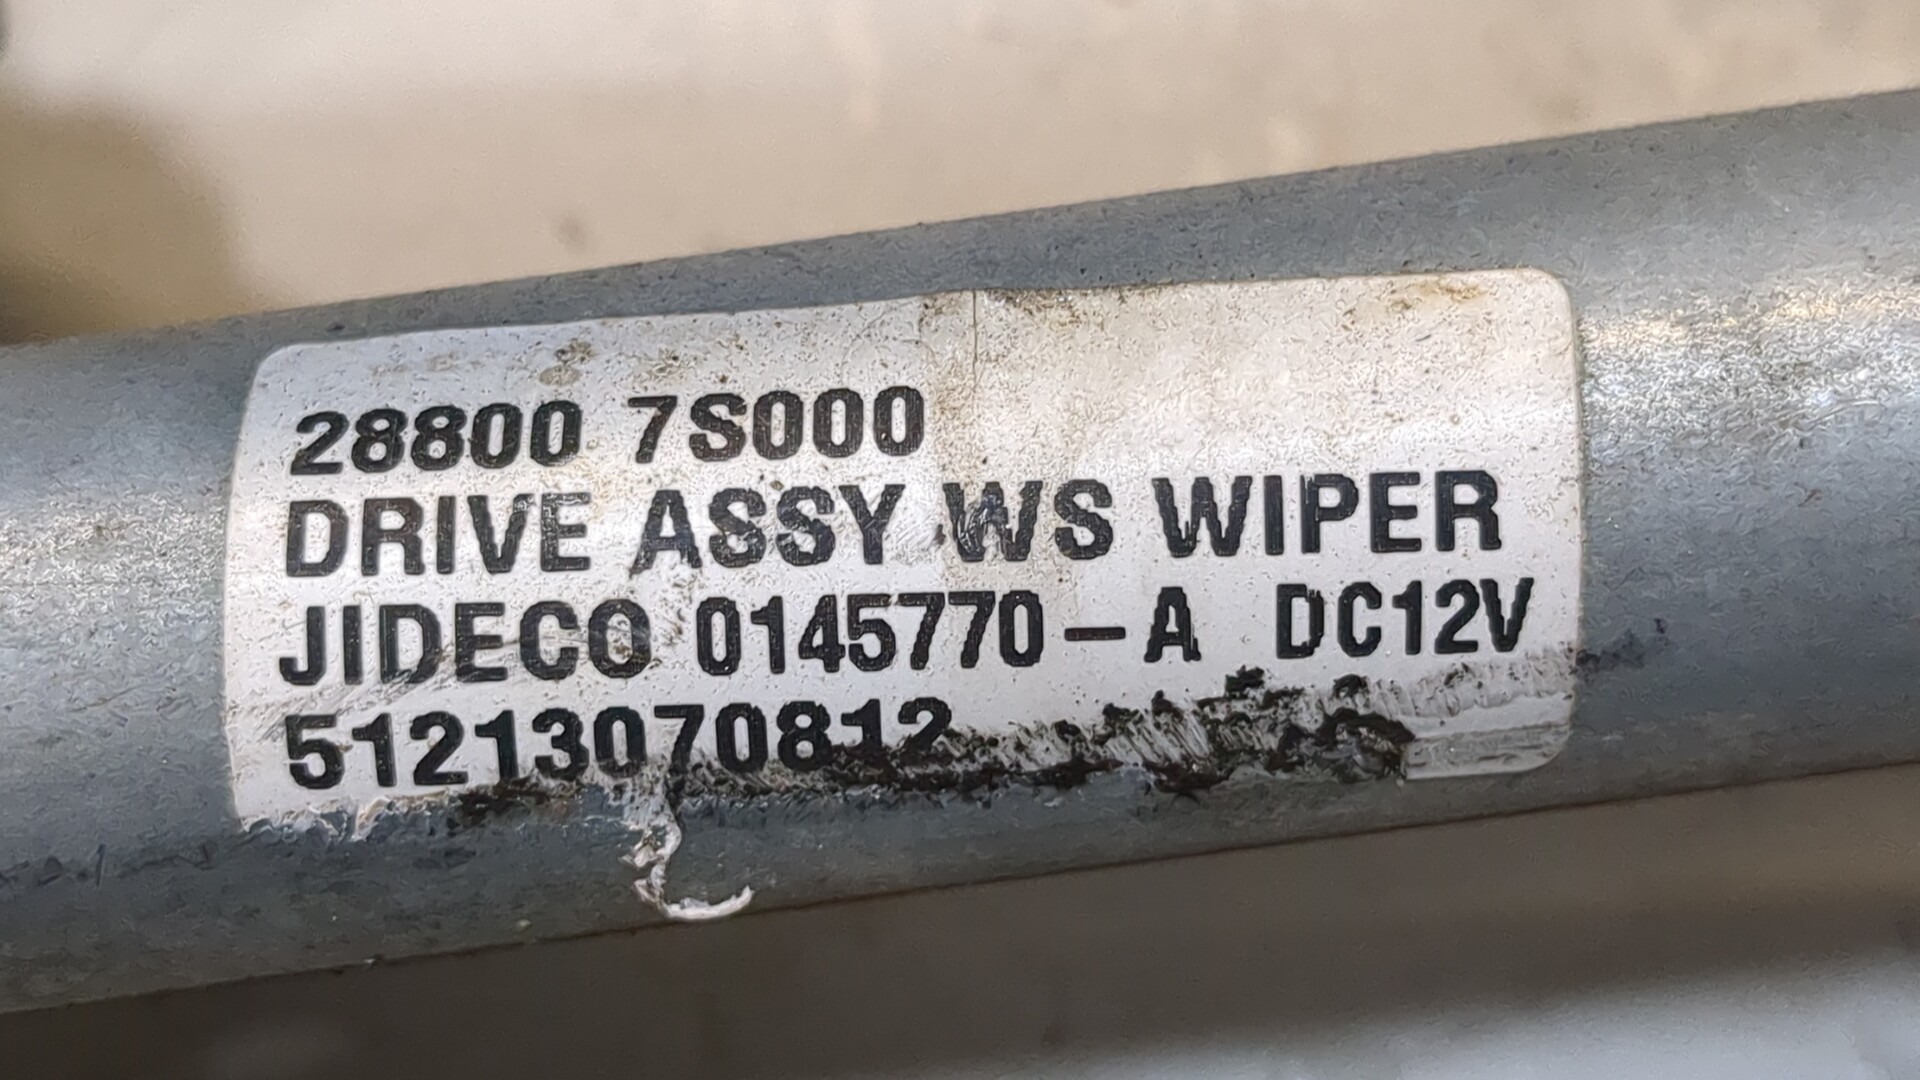 28800 7S000
DRIVE ASSY WS WIPER
JIDECO 0145770-A DC12V
51213070812